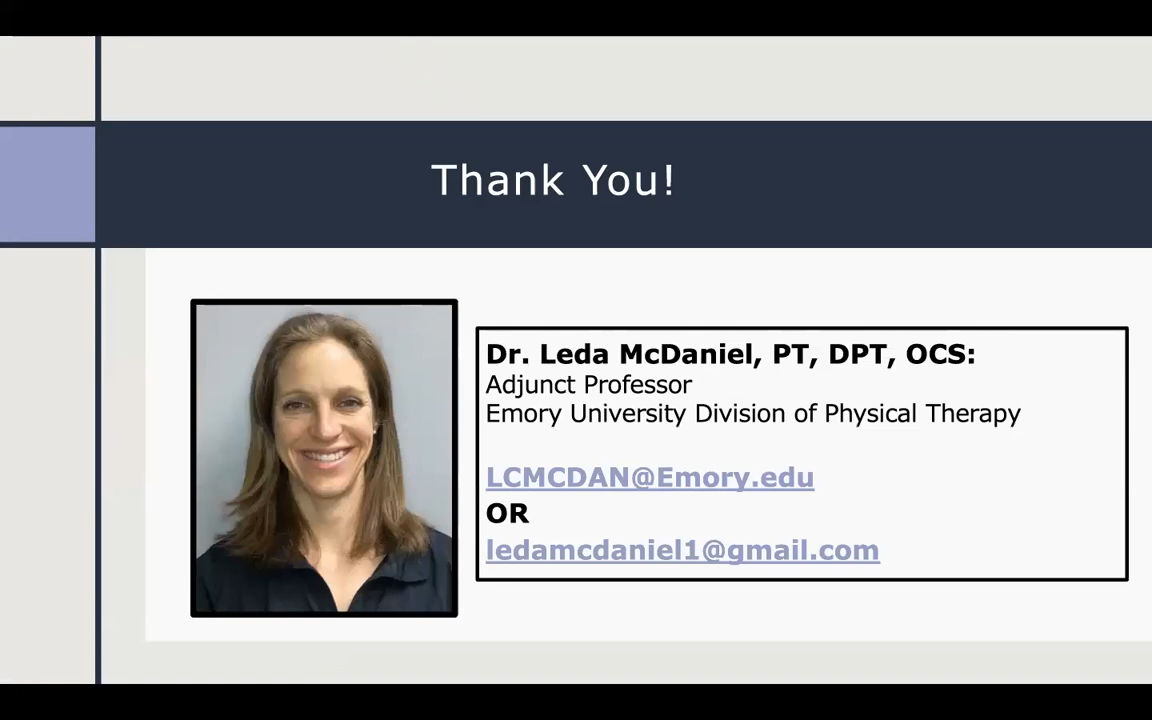 Thank You!
Dr. Leda McDaniel, PT, DPT, OCS:
Adjunct Professor
Emory University Division of Physical Therapy
LCMCDAN@Emory.edu
OR
ledamcdaniel1@gmail.com